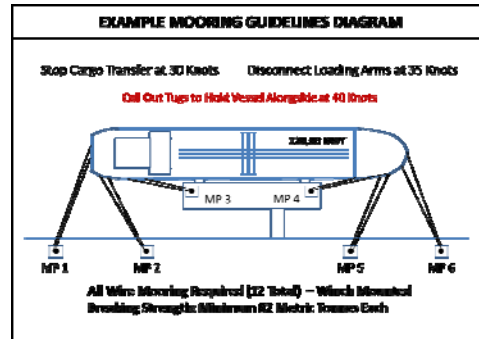 EXAMPLE MOORING GUIDELINES DIAGRAM
Stop Cargo Transfer at 30 Knots Disconnect Loading Arms at 35 Knots
Call Out Tugs to Hold Vessel Alongside at 40 Knots
MP 3 MP 4
MP 1 MP 2 MP 5 MP 6
All Wire Mooring Required (12 Total) – Winch Mounted
Breaking Strength: Minimum 82 Metric Tonnes Each